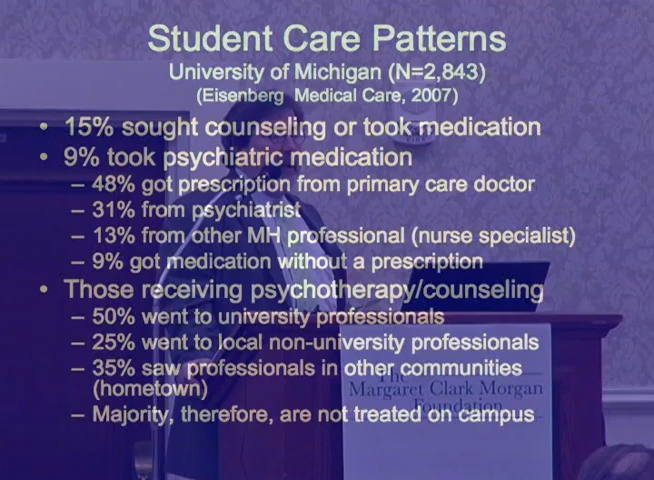 Student Care Patterns
University of Michigan (N=2,843)
(Eisenberg Medical Care, 2007)
• 15% sought counseling or took medication
• 9% took psychiatric medication
– 48% got prescription from primary care doctor
– 31% from psychiatrist
– 13% from other MH professional (nurse specialist)
– 9% got medication without a prescription
• Those receiving psychotherapy/counseling
– 50% went to university professionals
– 25% went to local non-university professionals
– 35% saw professionals in other communities
(hometown)
– Majority, therefore, are not treated on campus
The
Margaret Clark Morgan
Foundation